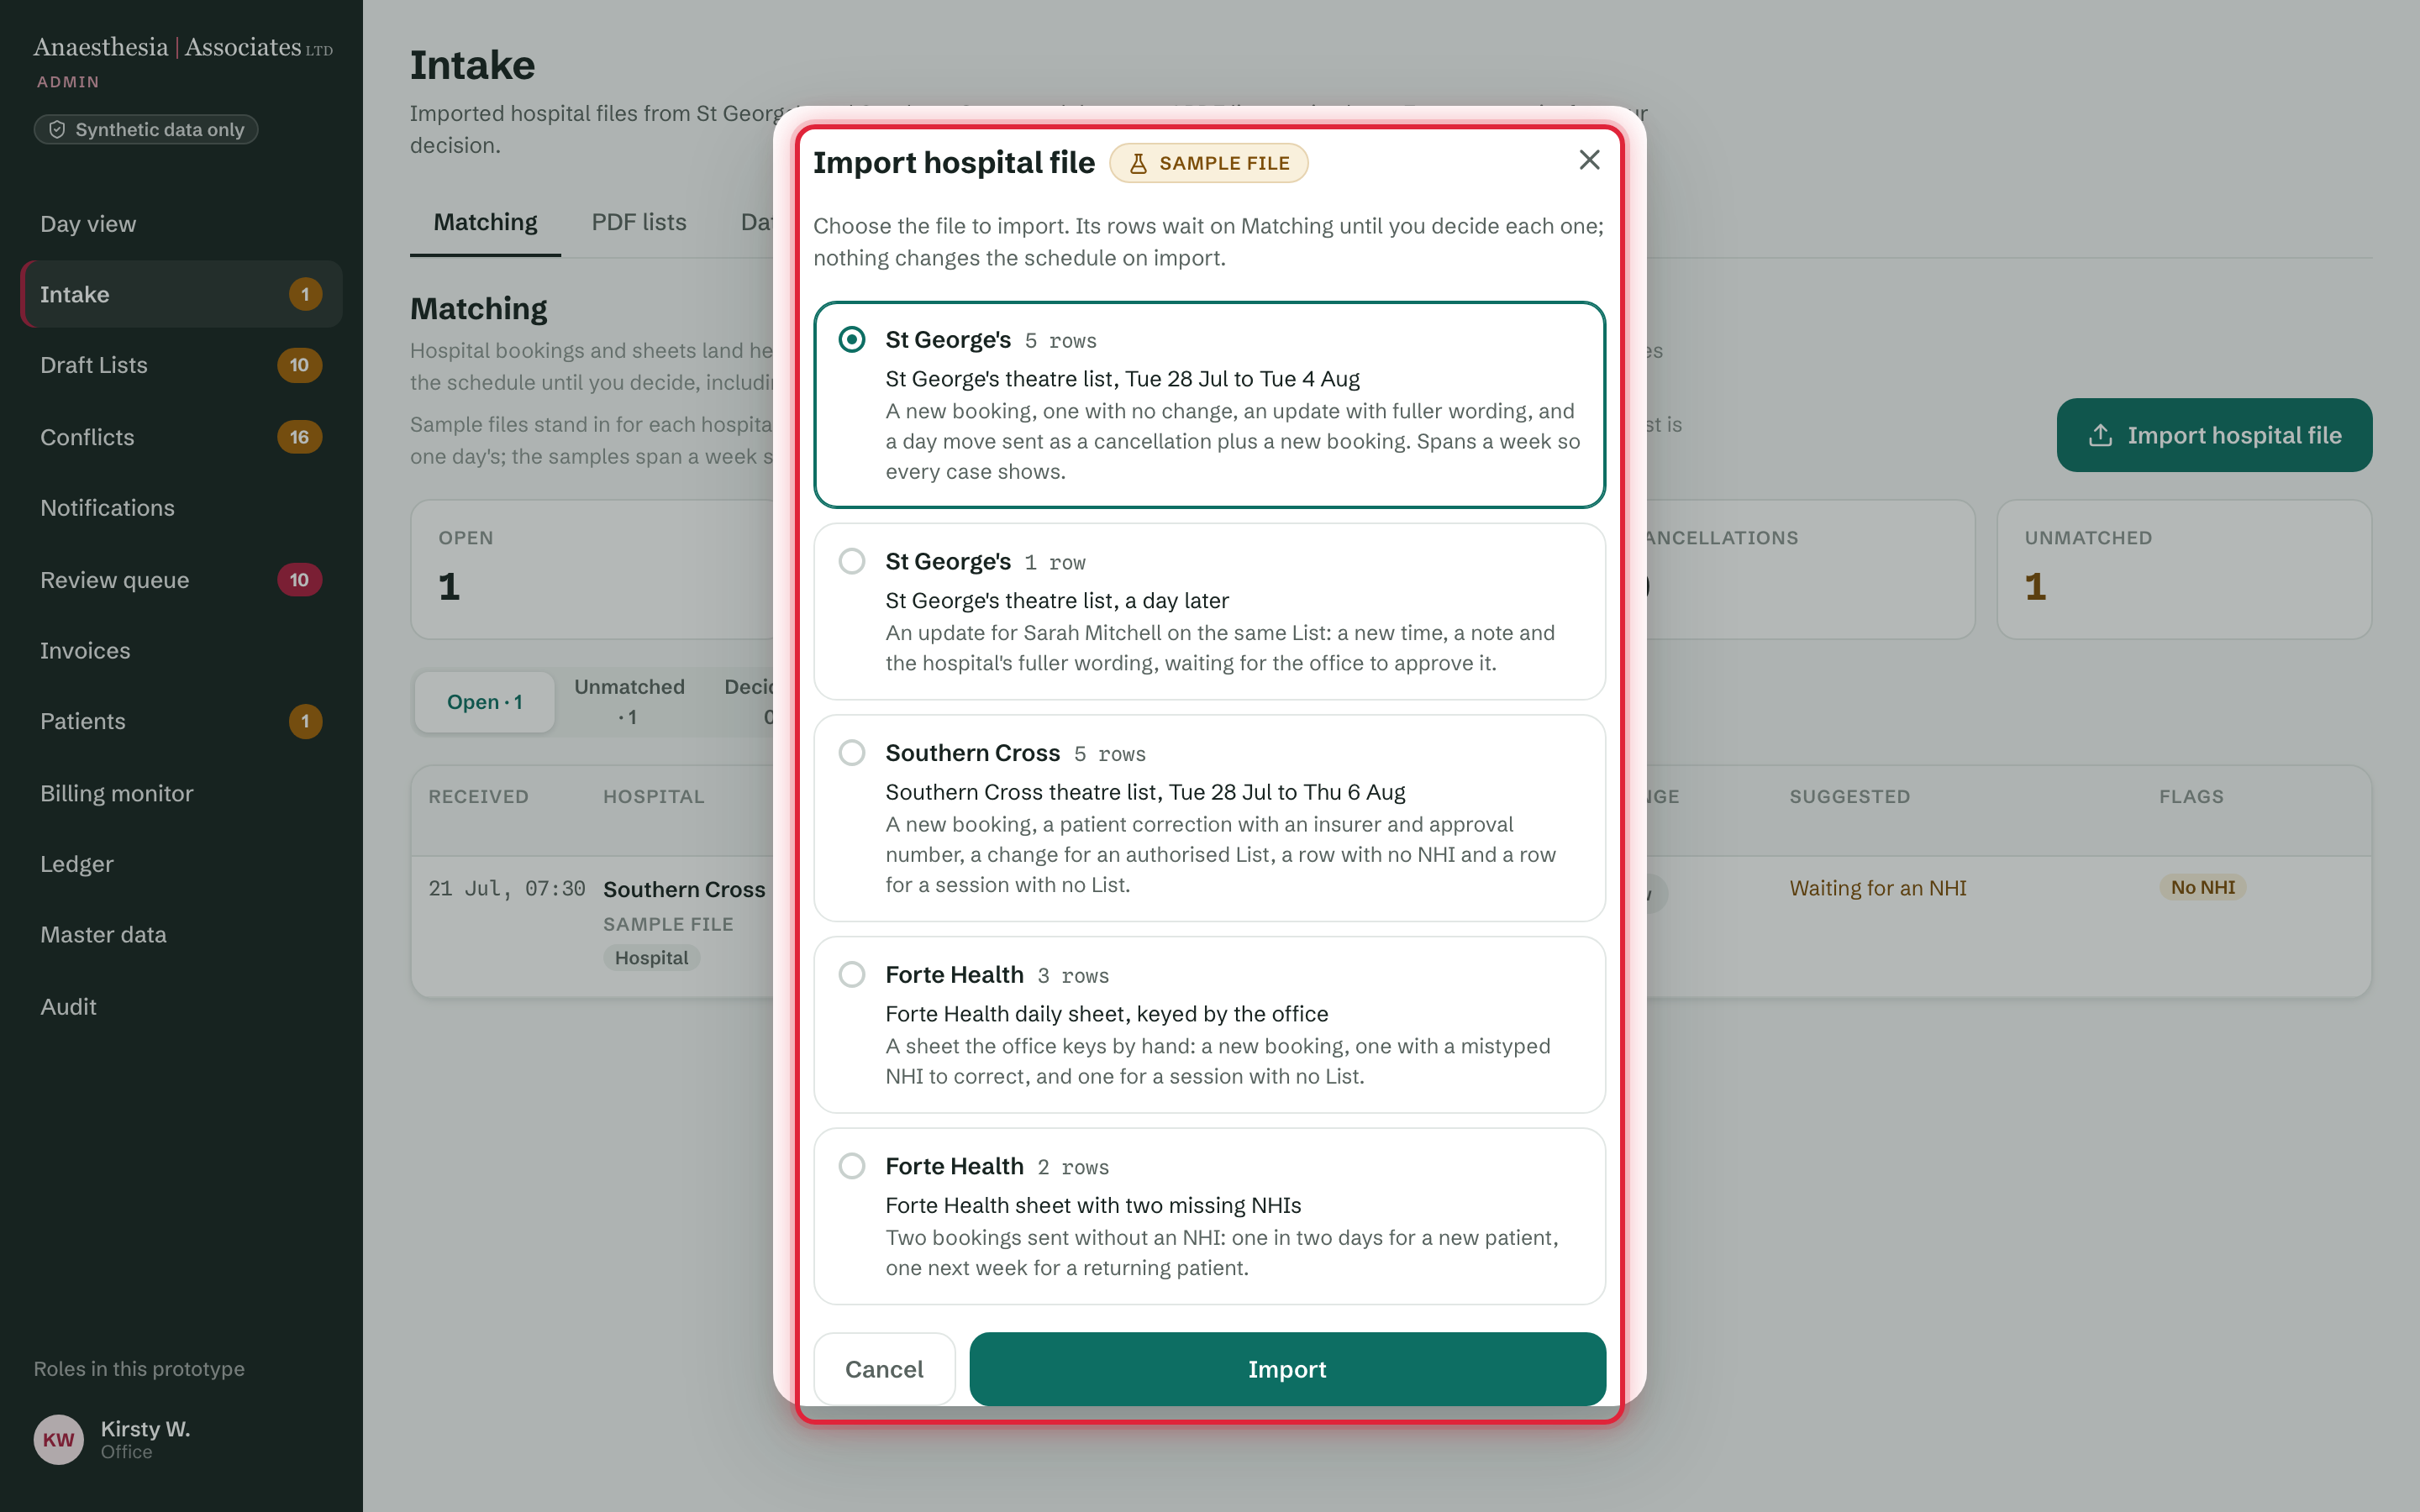 Anaesthesia | Associates LTD
ADMIN
Synthetic data only
Day view
Intake 1
Draft Lists 10
Conflicts 16
Notifications
Review queue 10
Invoices
Patients 1
Billing monitor
Ledger
Master data
Audit
Roles in this prototype
KW
Kirsty W.
Office
Intake
Imported hospital files from St
decision.
Matching PDF lists
Matching
Hospital bookings and sheets land
the schedule until you decide,
Sample files stand in for each
one day's; the samples span a week
st is
Import hospital file
OPEN
1
UNMATCHED
1
Open · 1
Unmatched
· 1
RECEIVED HOSPITAL SUGGESTED FLAGS
21 Jul, 07:30 Southern Cross Waiting for an NHI No NHI
SAMPLE FILE
Hospital
Import hospital file SAMPLE FILE
Choose the file to import. Its rows wait on Matching until you decide each one;
nothing changes the schedule on import.
St George's 5 rows
St George's theatre list, Tue 28 Jul to Tue 4 Aug
A new booking, one with no change, an update with fuller wording, and
a day move sent as a cancellation plus a new booking. Spans a week so
every case shows.
St George's 1 row
St George's theatre list, a day later
An update for Sarah Mitchell on the same List: a new time, a note and
the hospital's fuller wording, waiting for the office to approve it.
Southern Cross 5 rows
Southern Cross theatre list, Tue 28 Jul to Thu 6 Aug
A new booking, a patient correction with an insurer and approval
number, a change for an authorised List, a row with no NHI and a row
for a session with no List.
Forte Health 3 rows
Forte Health daily sheet, keyed by the office
A sheet the office keys by hand: a new booking, one with a mistyped
NHI to correct, and one for a session with no List.
Forte Health 2 rows
Forte Health sheet with two missing NHIs
Two bookings sent without an NHI: one in two days for a new patient,
one next week for a returning patient.
Cancel
Import